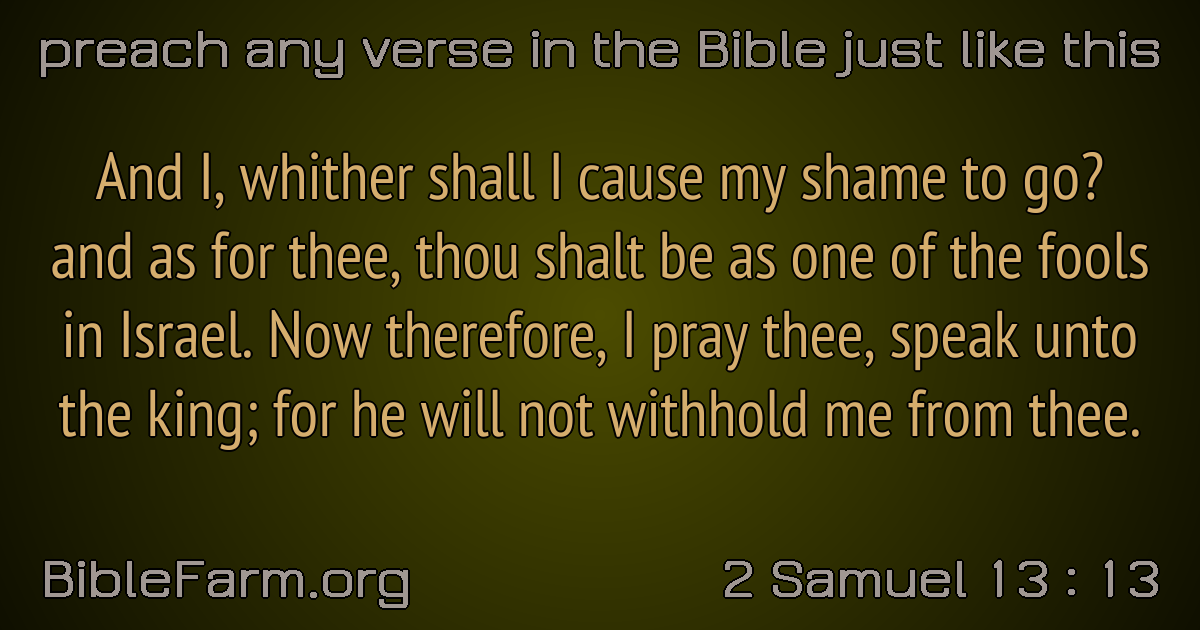 preach any verse in the Bible just like this
And I, whither shall I cause my shame to go?
and as for thee, thou shalt be as one of the fools
in Israel. Now therefore, I pray thee, speak unto
the king; for he will not withhold me from thee.
BibleFarm.org
2 Samuel 13 : 13